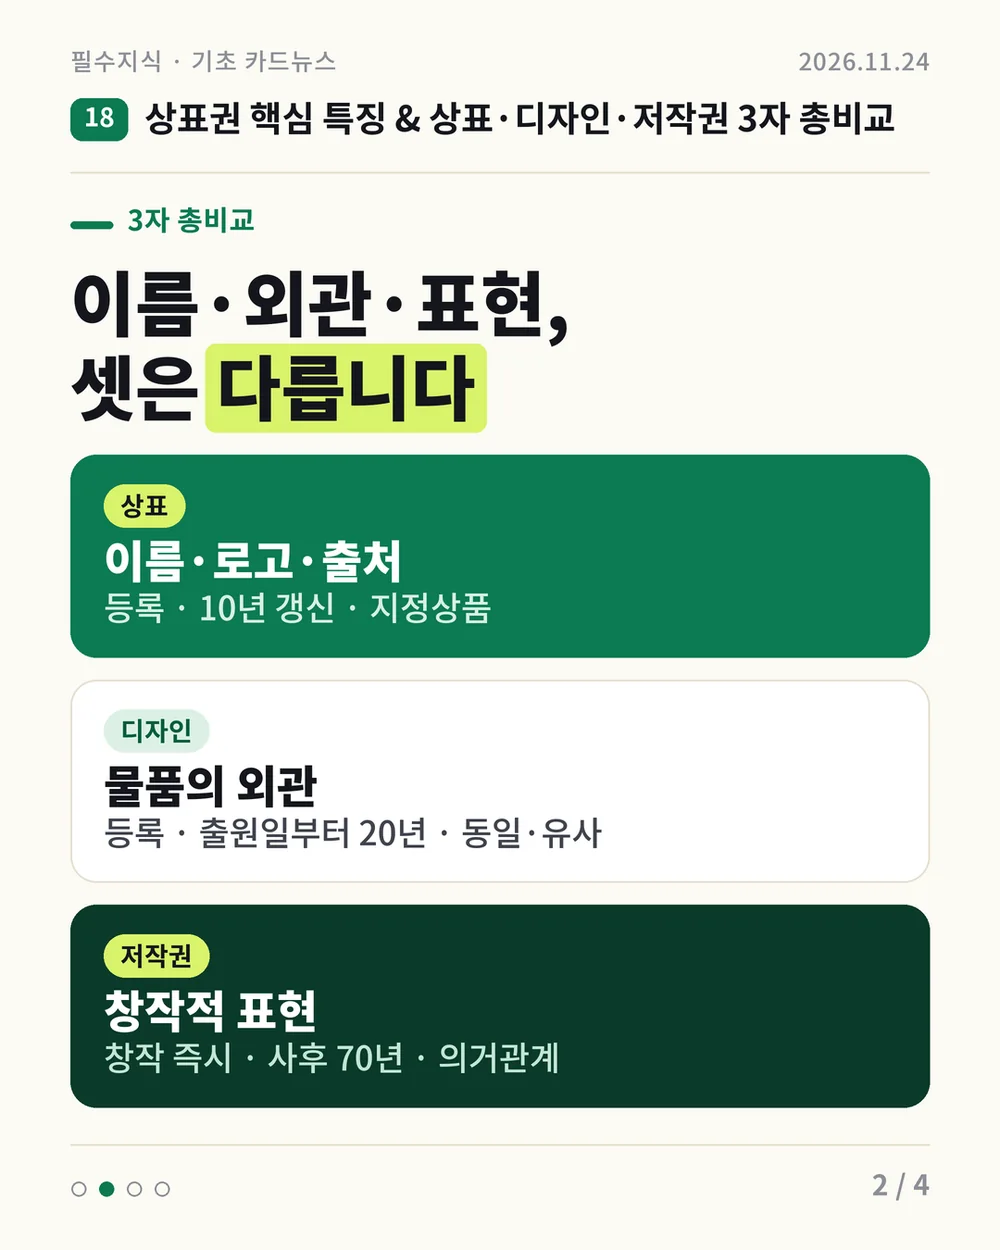 필수지식 · 기초 카드뉴스
2026.11.24
18 상표권 핵심 특징 & 상표·디자인·저작권 3자 총비교
3자 총비교
이름·외관·표현,
셋은 다릅니다
상표
이름·로고·출처
등록 · 10년 갱신 · 지정상품
디자인
물품의 외관
등록 · 출원일부터 20년 · 동일·유사
저작권
창작적 표현
창작 즉시 · 사후 70년 · 의거관계
2 / 4